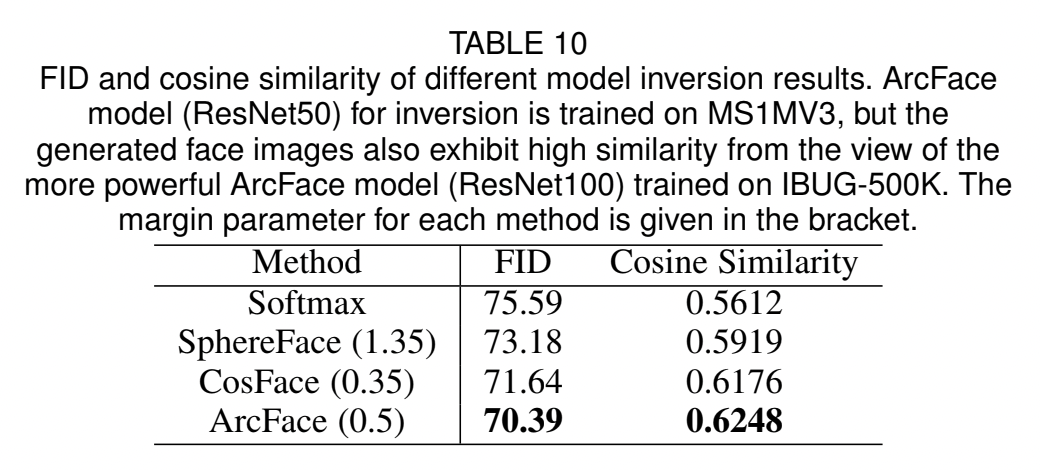 TABLE 10
FID and cosine similarity of different model inversion results. ArcFace
model (ResNet50) for inversion is trained on MS1MV3, but the
generated face images also exhibit high similarity from the view of the
more powerful ArcFace model (ResNet100) trained on IBUG-500K. The
margin parameter for each method is given in the bracket.
Method FID Cosine Similarity
Softmax 75.59 0.5612
SphereFace (1.35) 73.18 0.5919
CosFace (0.35) 71.64 0.6176
ArcFace (0.5) 70.39 0.6248